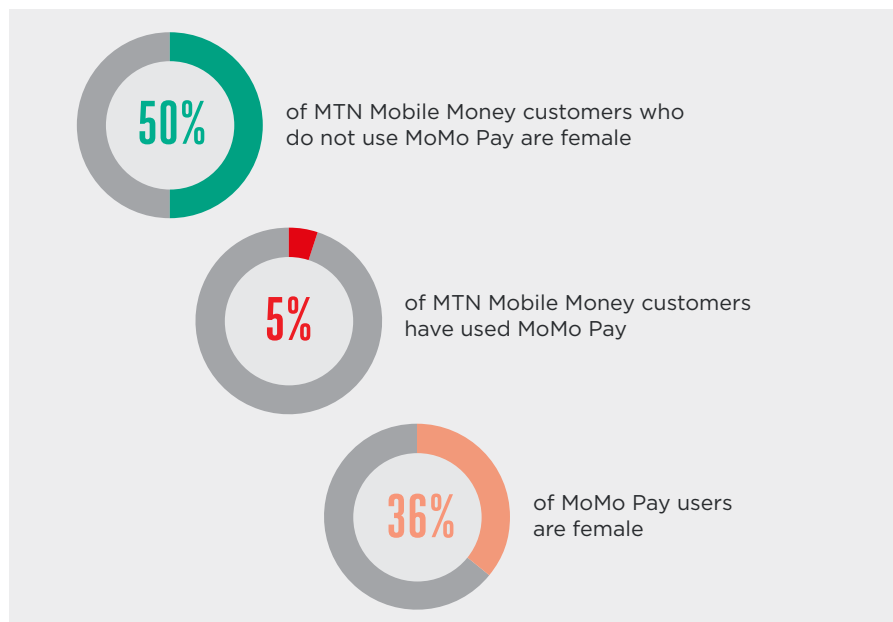 50%
of MTN Mobile Money customers who
do not use MoMo Pay are female
5%
of MTN Mobile Money customers
have used MoMo Pay
36%
of MoMo Pay users
are female